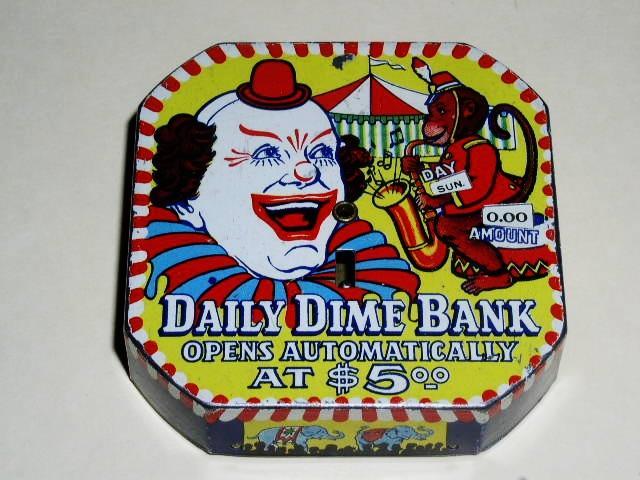 DAY
SUN.
0.00
AMOUNT
DAILY DIME BANK
OPENS AUTOMATICALLY
AT $5.00